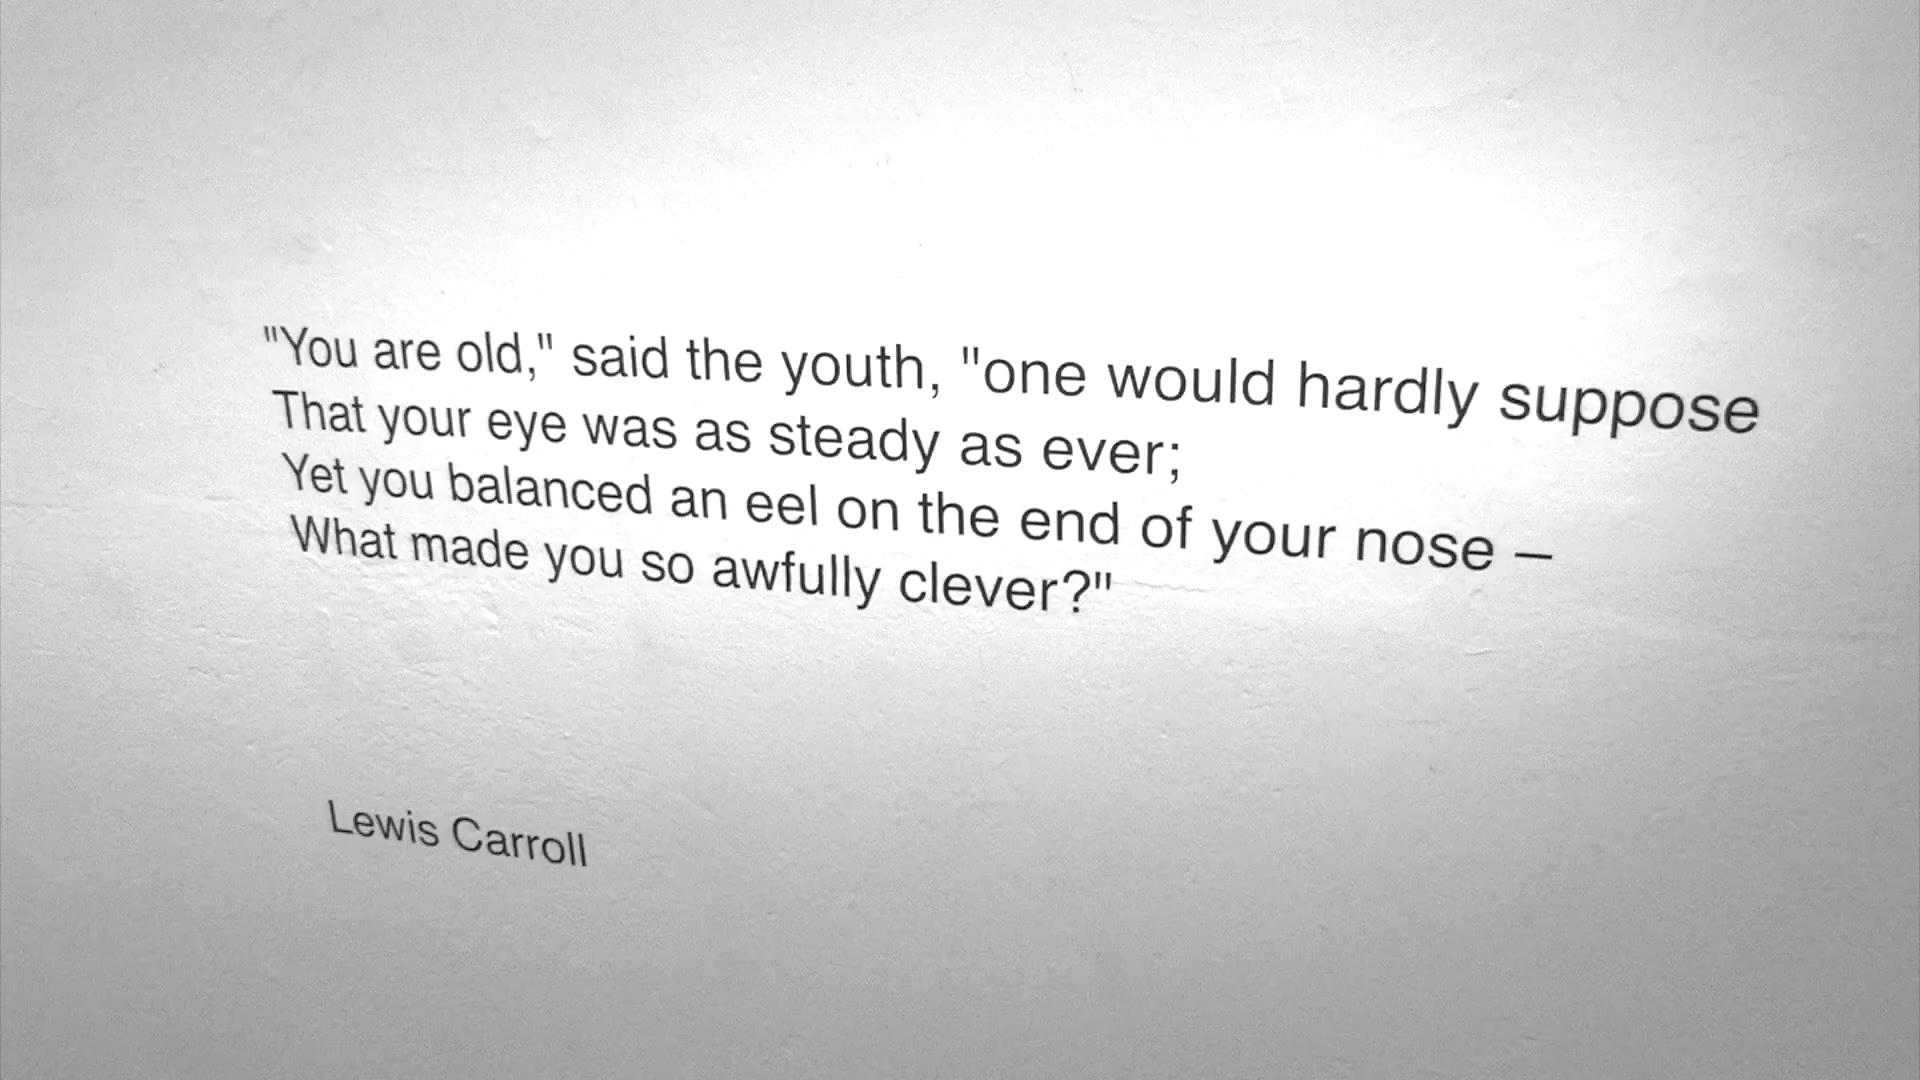 "You are old," said the youth, "one would hardly suppose
That your eye was as steady as ever;
Yet you balanced an eel on the end of your nose –
What made you so awfully clever?"
Lewis Carroll